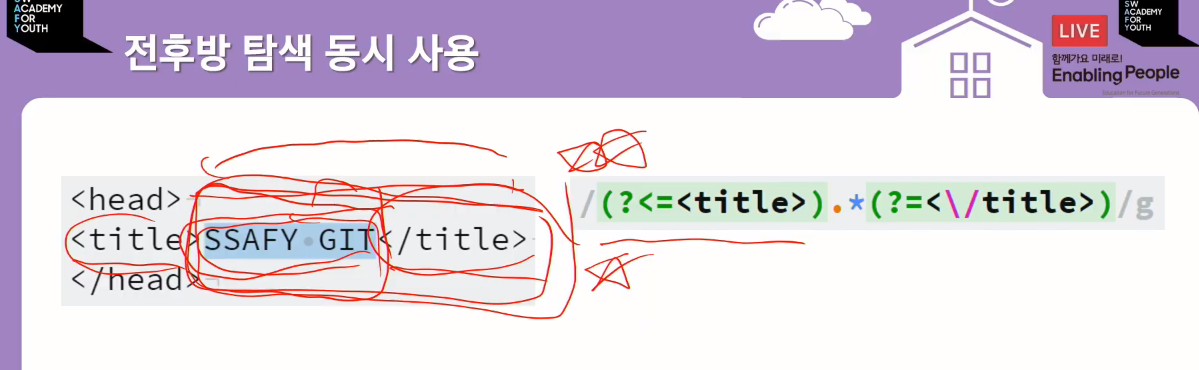 SW
ACADEMY
FOR
YOUTH
전후방 탐색 동시 사용
LIVE
함께가요 미래로!
Enabling People
Education for Future Generations
SW
ACADEMY
FOR
YOUTH
<head>
<title>SSAFY GIT</title>
</head>
/(?<=<title>).*(?=<\/title>)/g